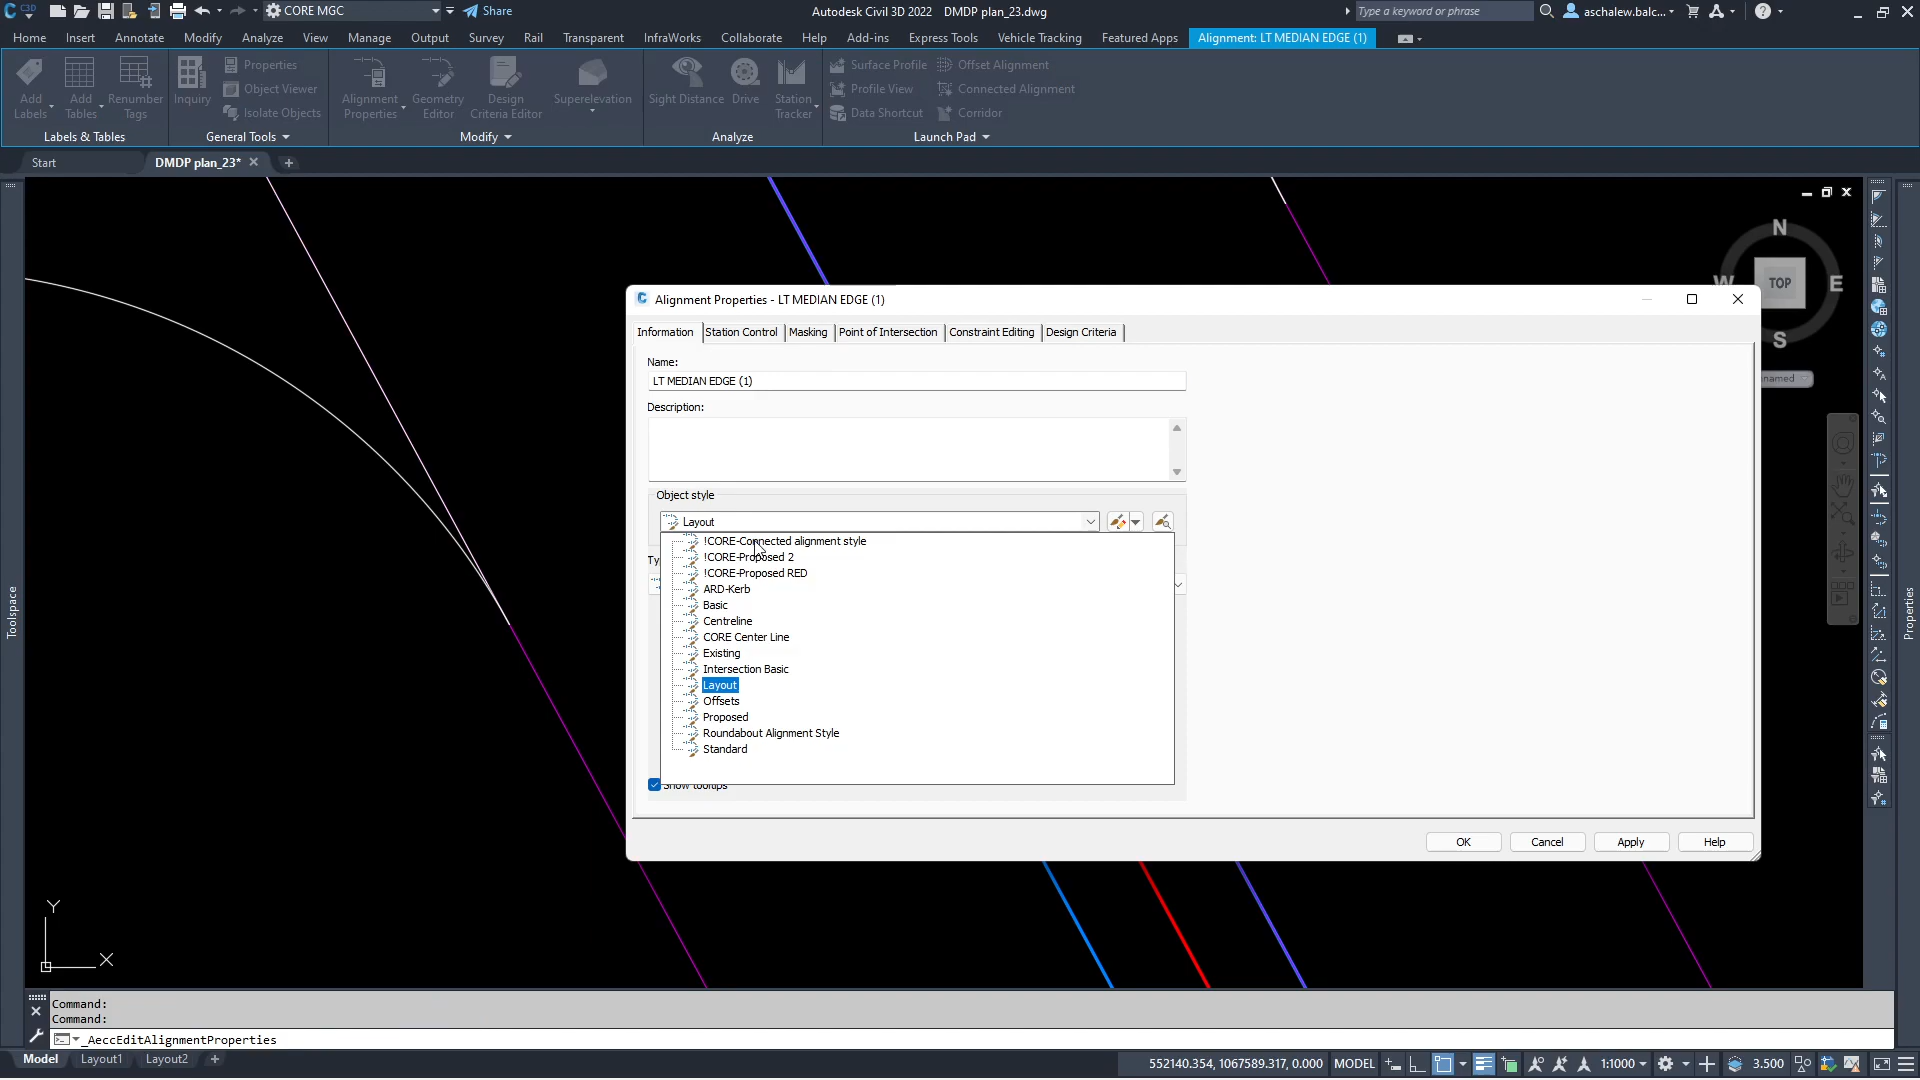 C3D CORE MGC Share Autodesk Civil 3D 2022 DMDP plan_23.dwg Type a keyword or phrase aschalew.balc...
Home Insert Annotate Modify Analyze View Manage Output Survey Rail Transparent InfraWorks Collaborate Help Add-ins Express Tools Vehicle Tracking Featured Apps Alignment: LT MEDIAN EDGE (1)
Add Labels
Add Tables
Renumber Tags
Labels & Tables
Inquiry
Properties
Object Viewer
Isolate Objects
General Tools
Alignment Properties
Geometry Editor
Design Criteria Editor
Superelevation
Modify
Sight Distance
Drive
Station Tracker
Analyze
Surface Profile
Profile View
Data Shortcut
Offset Alignment
Connected Alignment
Corridor
Launch Pad
Start
DMDP plan_23*
Toolspace
N
W
TOP
E
S
named
Properties
Alignment Properties - LT MEDIAN EDGE (1)
Information Station Control Masking Point of Intersection Constraint Editing Design Criteria
Name:
LT MEDIAN EDGE (1)
Description:
Object style
Layout
!CORE-Connected alignment style
!CORE-Proposed 2
!CORE-Proposed RED
ARD-Kerb
Basic
Centreline
CORE Center Line
Existing
Intersection Basic
Layout
Offsets
Proposed
Roundabout Alignment Style
Standard
Ty
Show tooltips
OK Cancel Apply Help
Y
X
Command:
Command:
_AeccEditAlignmentProperties
Model Layout1 Layout2
552140.354, 1067589.317, 0.000 MODEL 1:1000 3.500